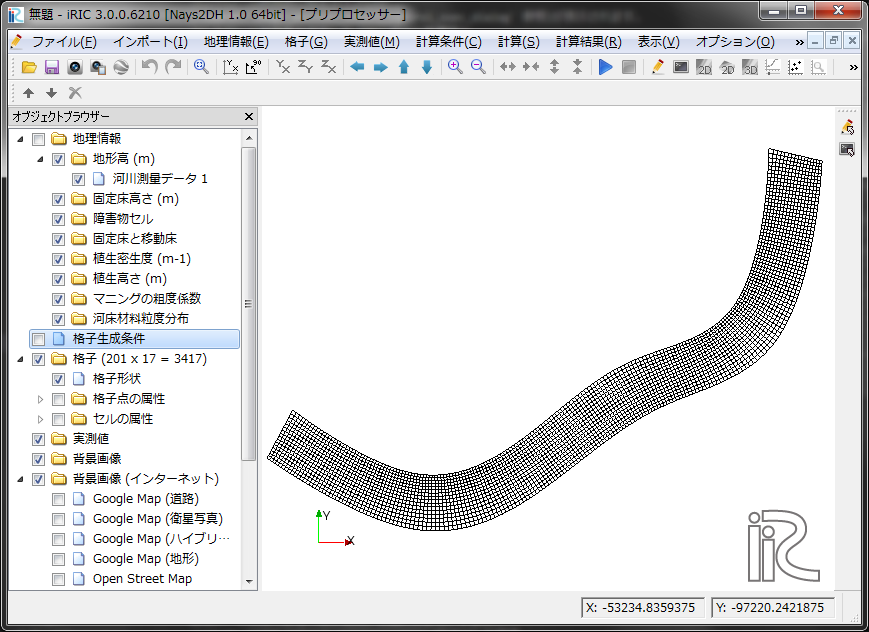 無題 - iRIC 3.0.0.6210 [Nays2DH 1.0 64bit] - [プリプロセッサー]
ファイル(F) インポート(I) 地理情報(E) 格子(G) 実測値(M) 計算条件(C) 計算(S) 計算結果(R) 表示(V) オプション(O) »
オブジェクトブラウザー
地理情報
地形高 (m)
河川測量データ 1
固定床高さ (m)
障害物セル
固定床と移動床
植生密生度 (m-1)
植生高さ (m)
マニングの粗度係数
河床材料粒度分布
格子生成条件
格子 (201 x 17 = 3417)
格子形状
格子点の属性
セルの属性
実測値
背景画像
背景画像 (インターネット)
Google Map (道路)
Google Map (衛星写真)
Google Map (ハイブリ…
Google Map (地形)
Open Street Map
Y
X
iRIC
X: -53234.8359375 Y: -97220.2421875